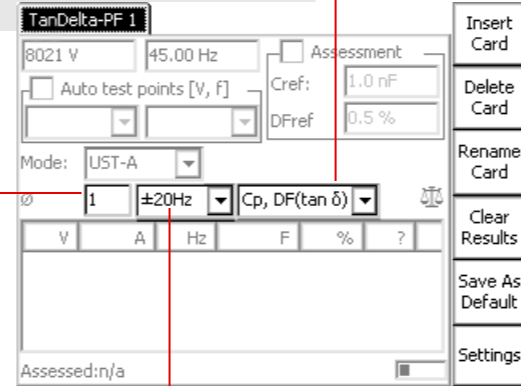 TanDelta-PF 1
8021 V 45.00 Hz
Assessment
Auto test points [V, f]
Cref: 1.0 nF
DFref 0.5 %
Mode: UST-A
Ø 1 ±20Hz Cp, DF(tan δ)
V A Hz F % ?
Assessed:n/a
Insert
Card
Delete
Card
Rename
Card
Clear
Results
Save As
Default
Settings